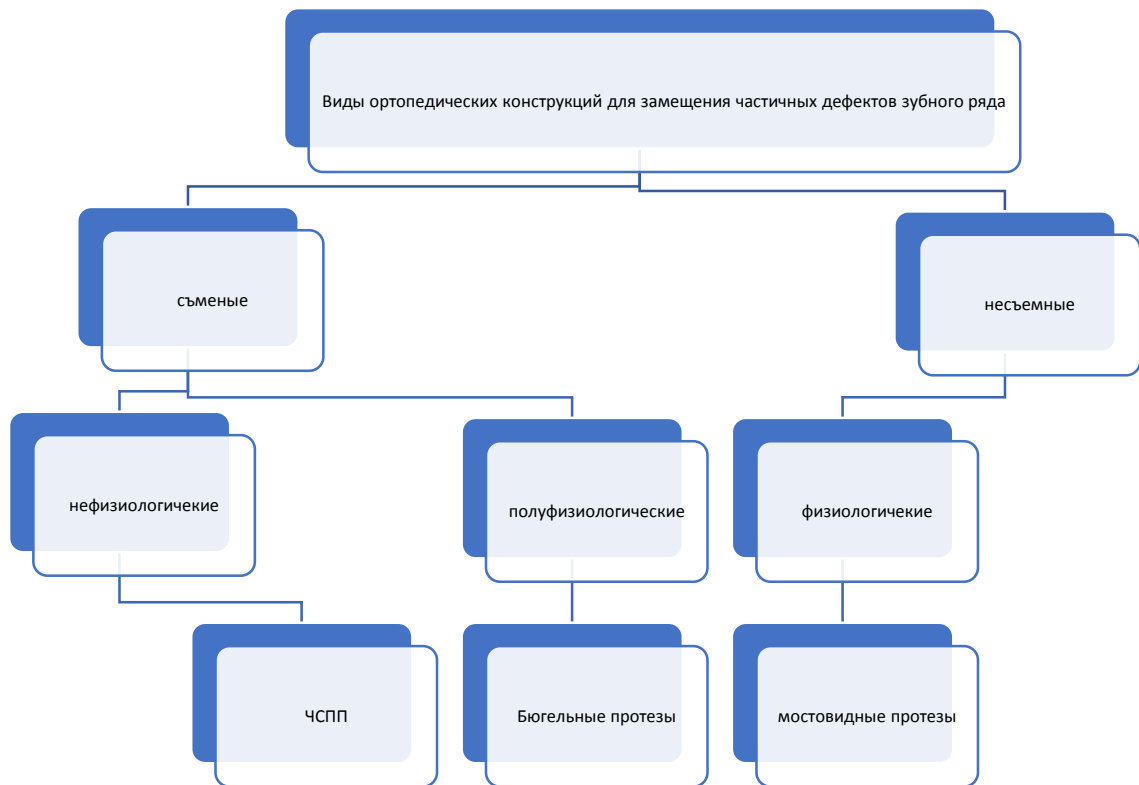 Виды ортопедических конструкций для замещения частичных дефектов зубного ряда
съменые
несъемные
нефизиологичекие
полуфизиологические
физиологичекие
ЧСПП
Бюгельные протезы
мостовидные протезы